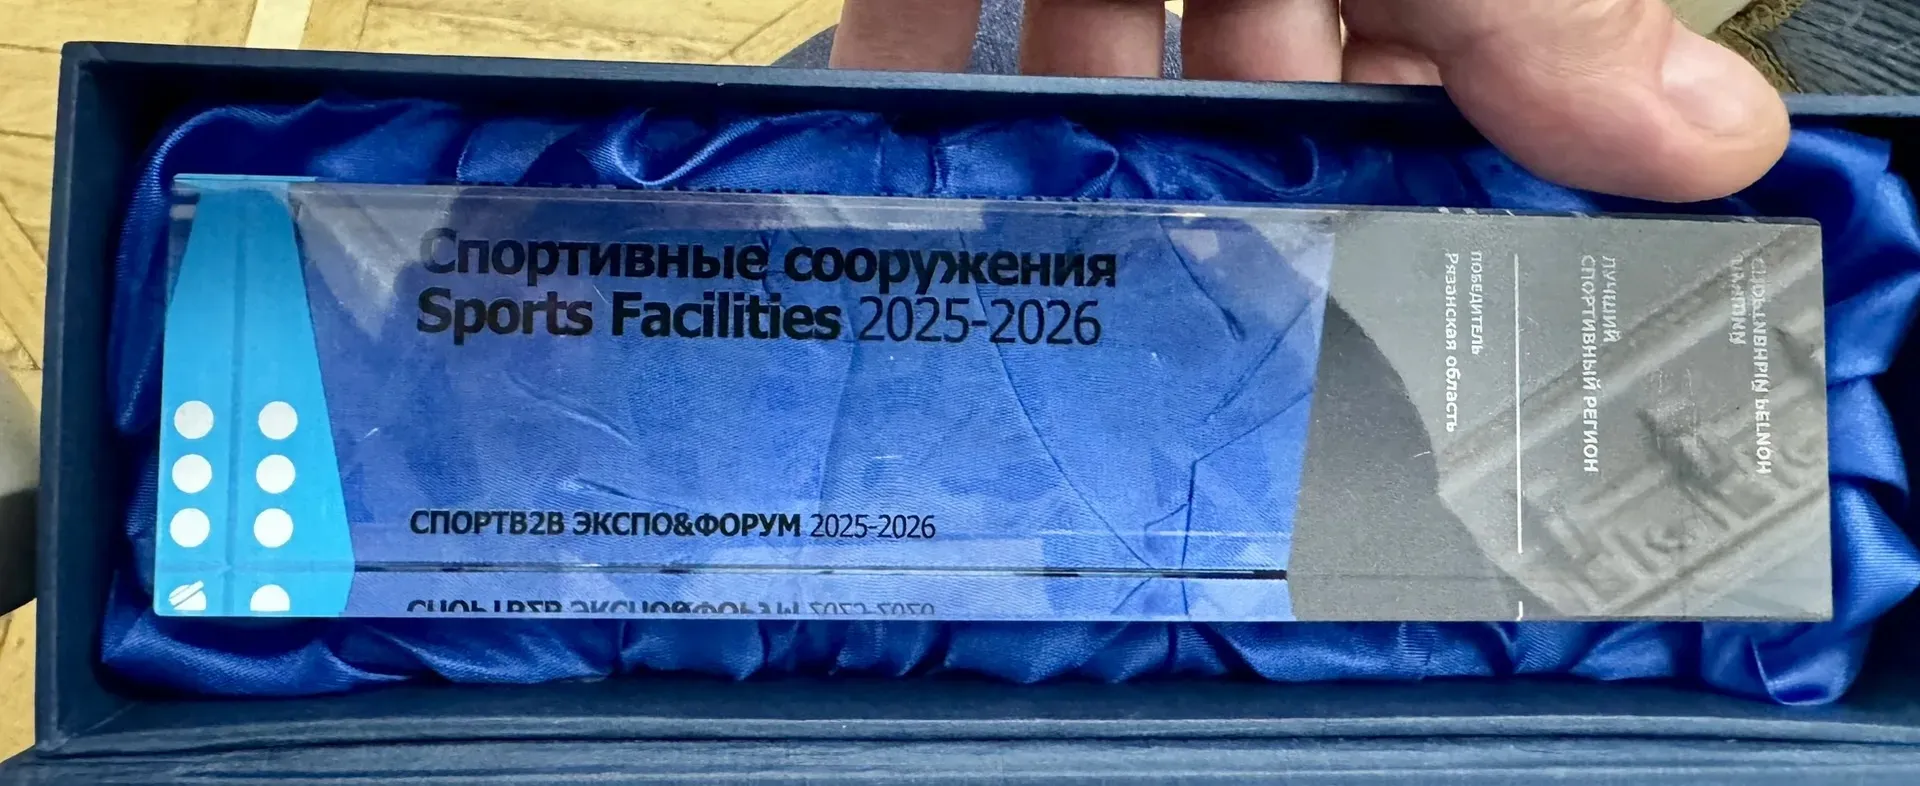 Спортивные сооружения
Sports Facilities 2025-2026
СПОРТB2B ЭКСПО&ФОРУМ 2025-2026
ПОБЕДИТЕЛЬ
Рязанская область
ЛУЧШИЙ
СПОРТИВНЫЙ РЕГИОН